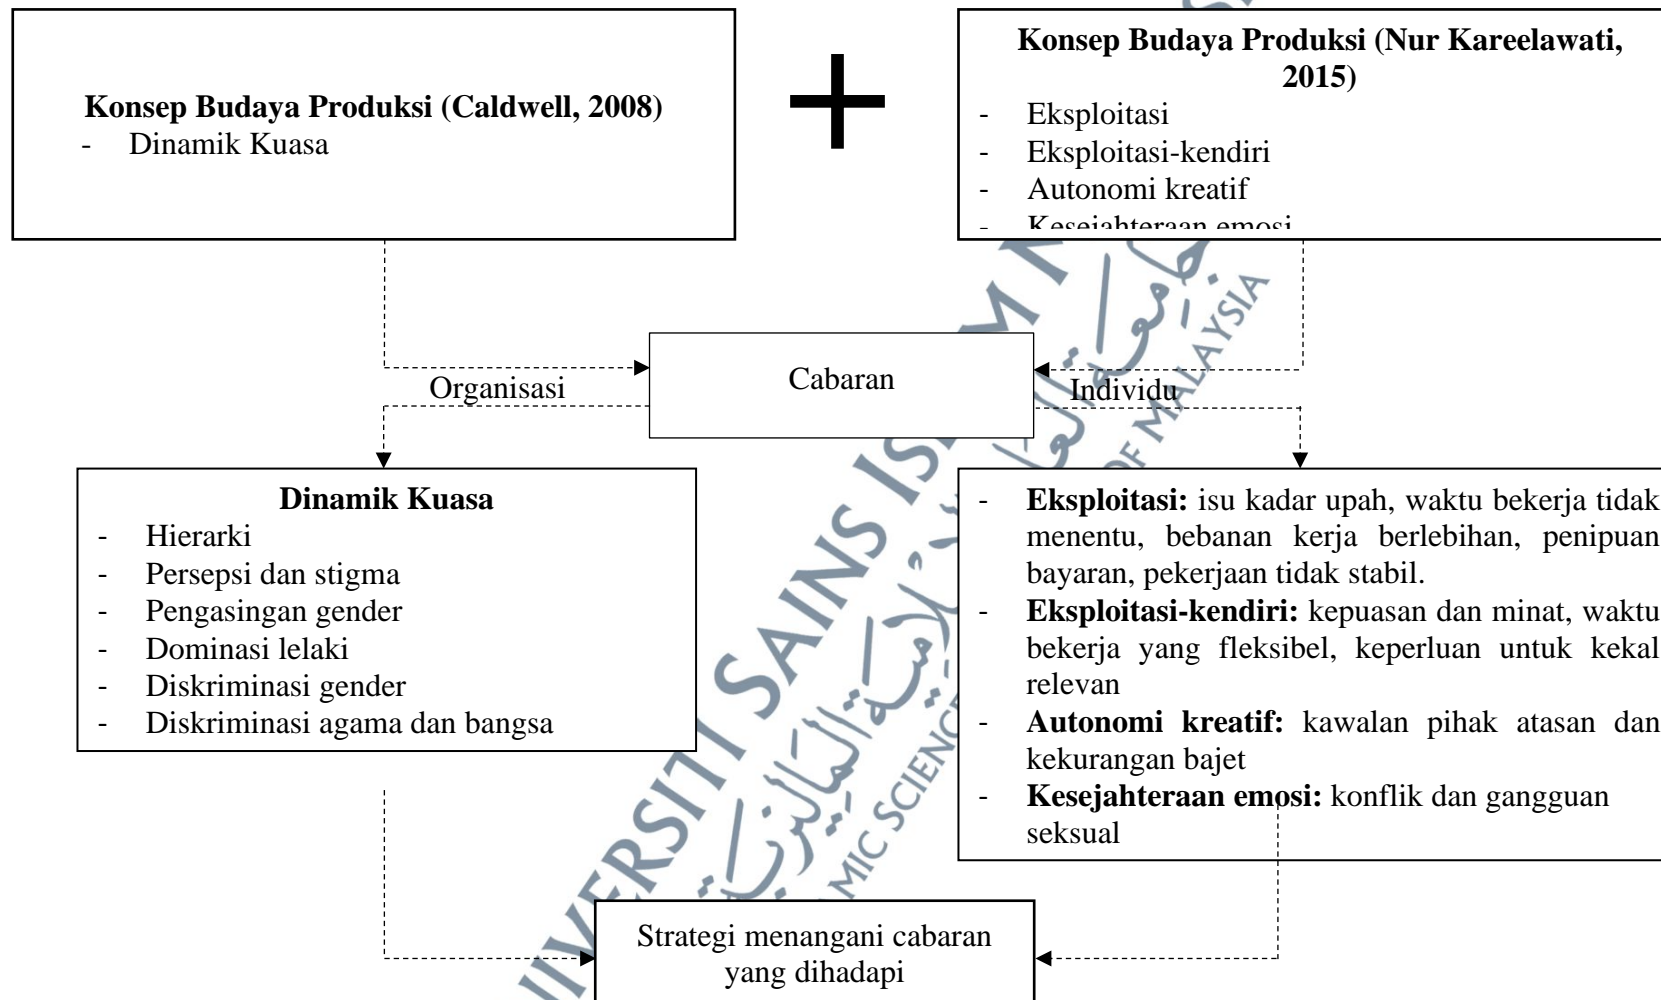 Konsep Budaya Produksi (Caldwell, 2008)
- Dinamik Kuasa
Konsep Budaya Produksi (Nur Kareelawati,
2015)
- Eksploitasi
- Eksploitasi-kendiri
- Autonomi kreatif
- Kesejahteraan emosi
Cabaran
Organisasi
Individu
Dinamik Kuasa
- Hierarki
- Persepsi dan stigma
- Pengasingan gender
- Dominasi lelaki
- Diskriminasi gender
- Diskriminasi agama dan bangsa
- Eksploitasi: isu kadar upah, waktu bekerja tidak
menentu, bebanan kerja berlebihan, penipuan
bayaran, pekerjaan tidak stabil.
- Eksploitasi-kendiri: kepuasan dan minat, waktu
bekerja yang fleksibel, keperluan untuk kekal
relevan
- Autonomi kreatif: kawalan pihak atasan dan
kekurangan bajet
- Kesejahteraan emosi: konflik dan gangguan
seksual
Strategi menangani cabaran
yang dihadapi
SAINS
OF MALAYSIA